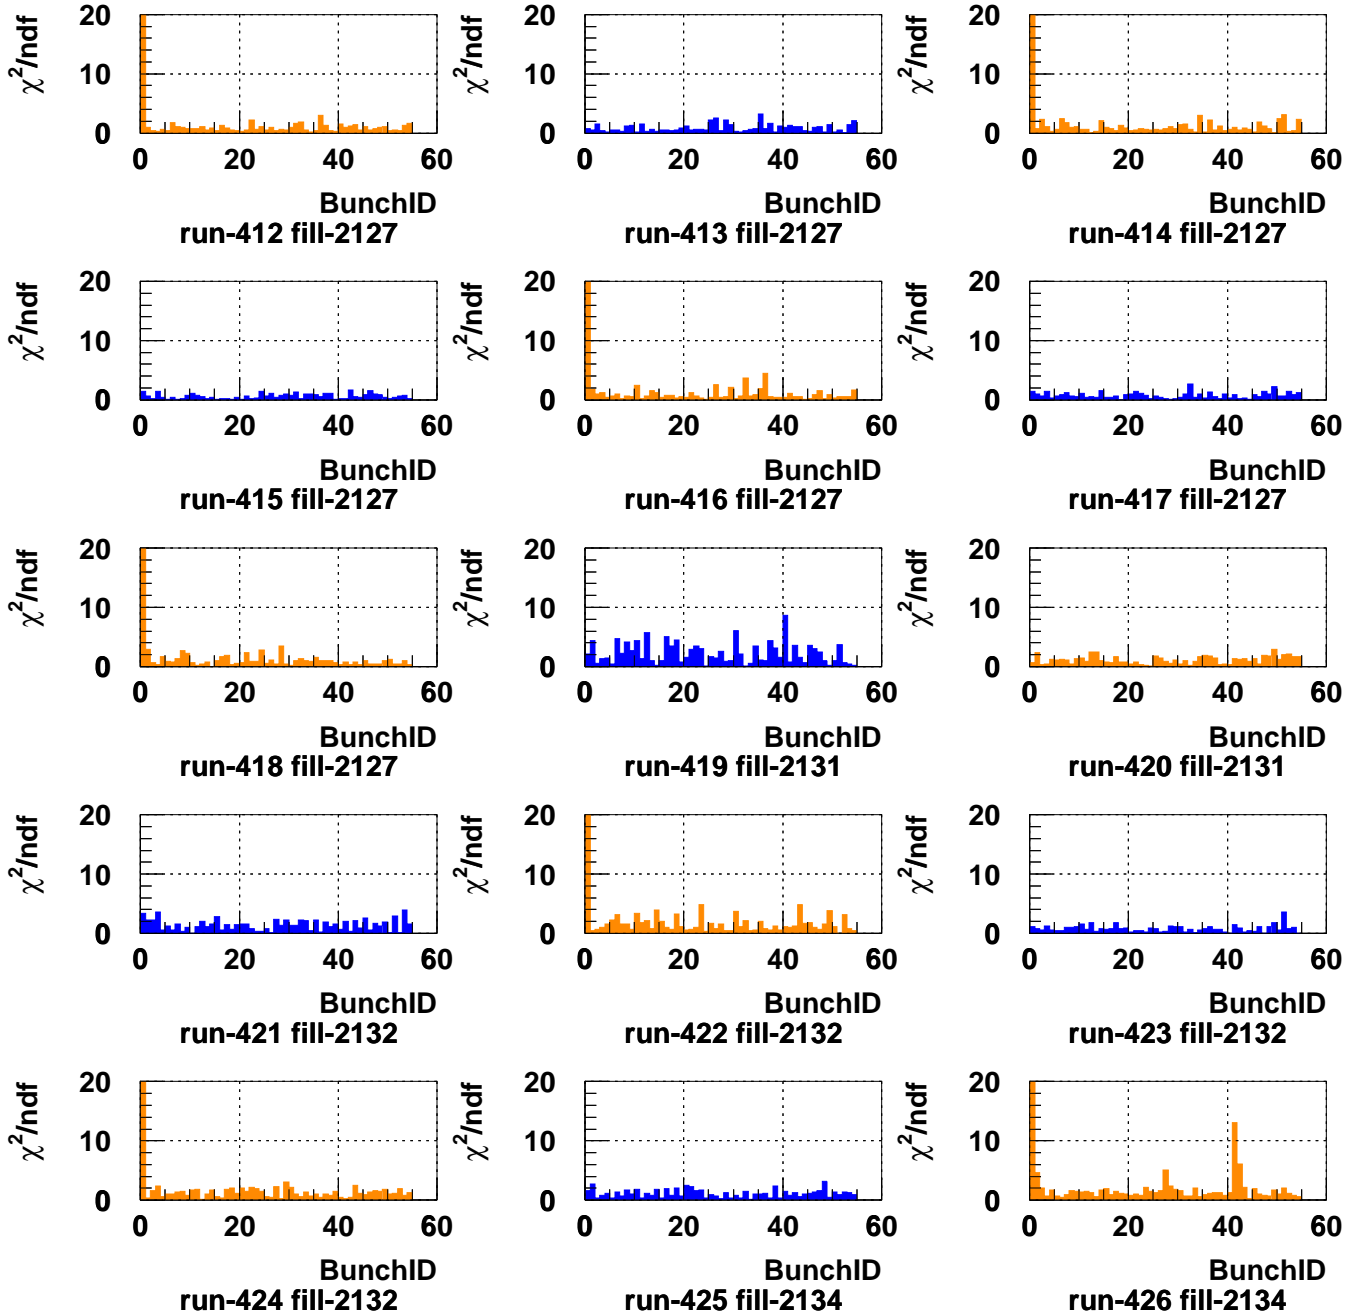 20 20 20
χ²/ndf χ²/ndf χ²/ndf
10 10 10
0 0 0
0 20 40 60 0 20 40 60 0 20 40 60
BunchID BunchID BunchID
run-412 fill-2127 run-413 fill-2127 run-414 fill-2127
20 20 20
χ²/ndf χ²/ndf χ²/ndf
10 10 10
0 0 0
0 20 40 60 0 20 40 60 0 20 40 60
BunchID BunchID BunchID
run-415 fill-2127 run-416 fill-2127 run-417 fill-2127
20 20 20
χ²/ndf χ²/ndf χ²/ndf
10 10 10
0 0 0
0 20 40 60 0 20 40 60 0 20 40 60
BunchID BunchID BunchID
run-418 fill-2127 run-419 fill-2131 run-420 fill-2131
20 20 20
χ²/ndf χ²/ndf χ²/ndf
10 10 10
0 0 0
0 20 40 60 0 20 40 60 0 20 40 60
BunchID BunchID BunchID
run-421 fill-2132 run-422 fill-2132 run-423 fill-2132
20 20 20
χ²/ndf χ²/ndf χ²/ndf
10 10 10
0 0 0
0 20 40 60 0 20 40 60 0 20 40 60
BunchID BunchID BunchID
run-424 fill-2132 run-425 fill-2134 run-426 fill-2134